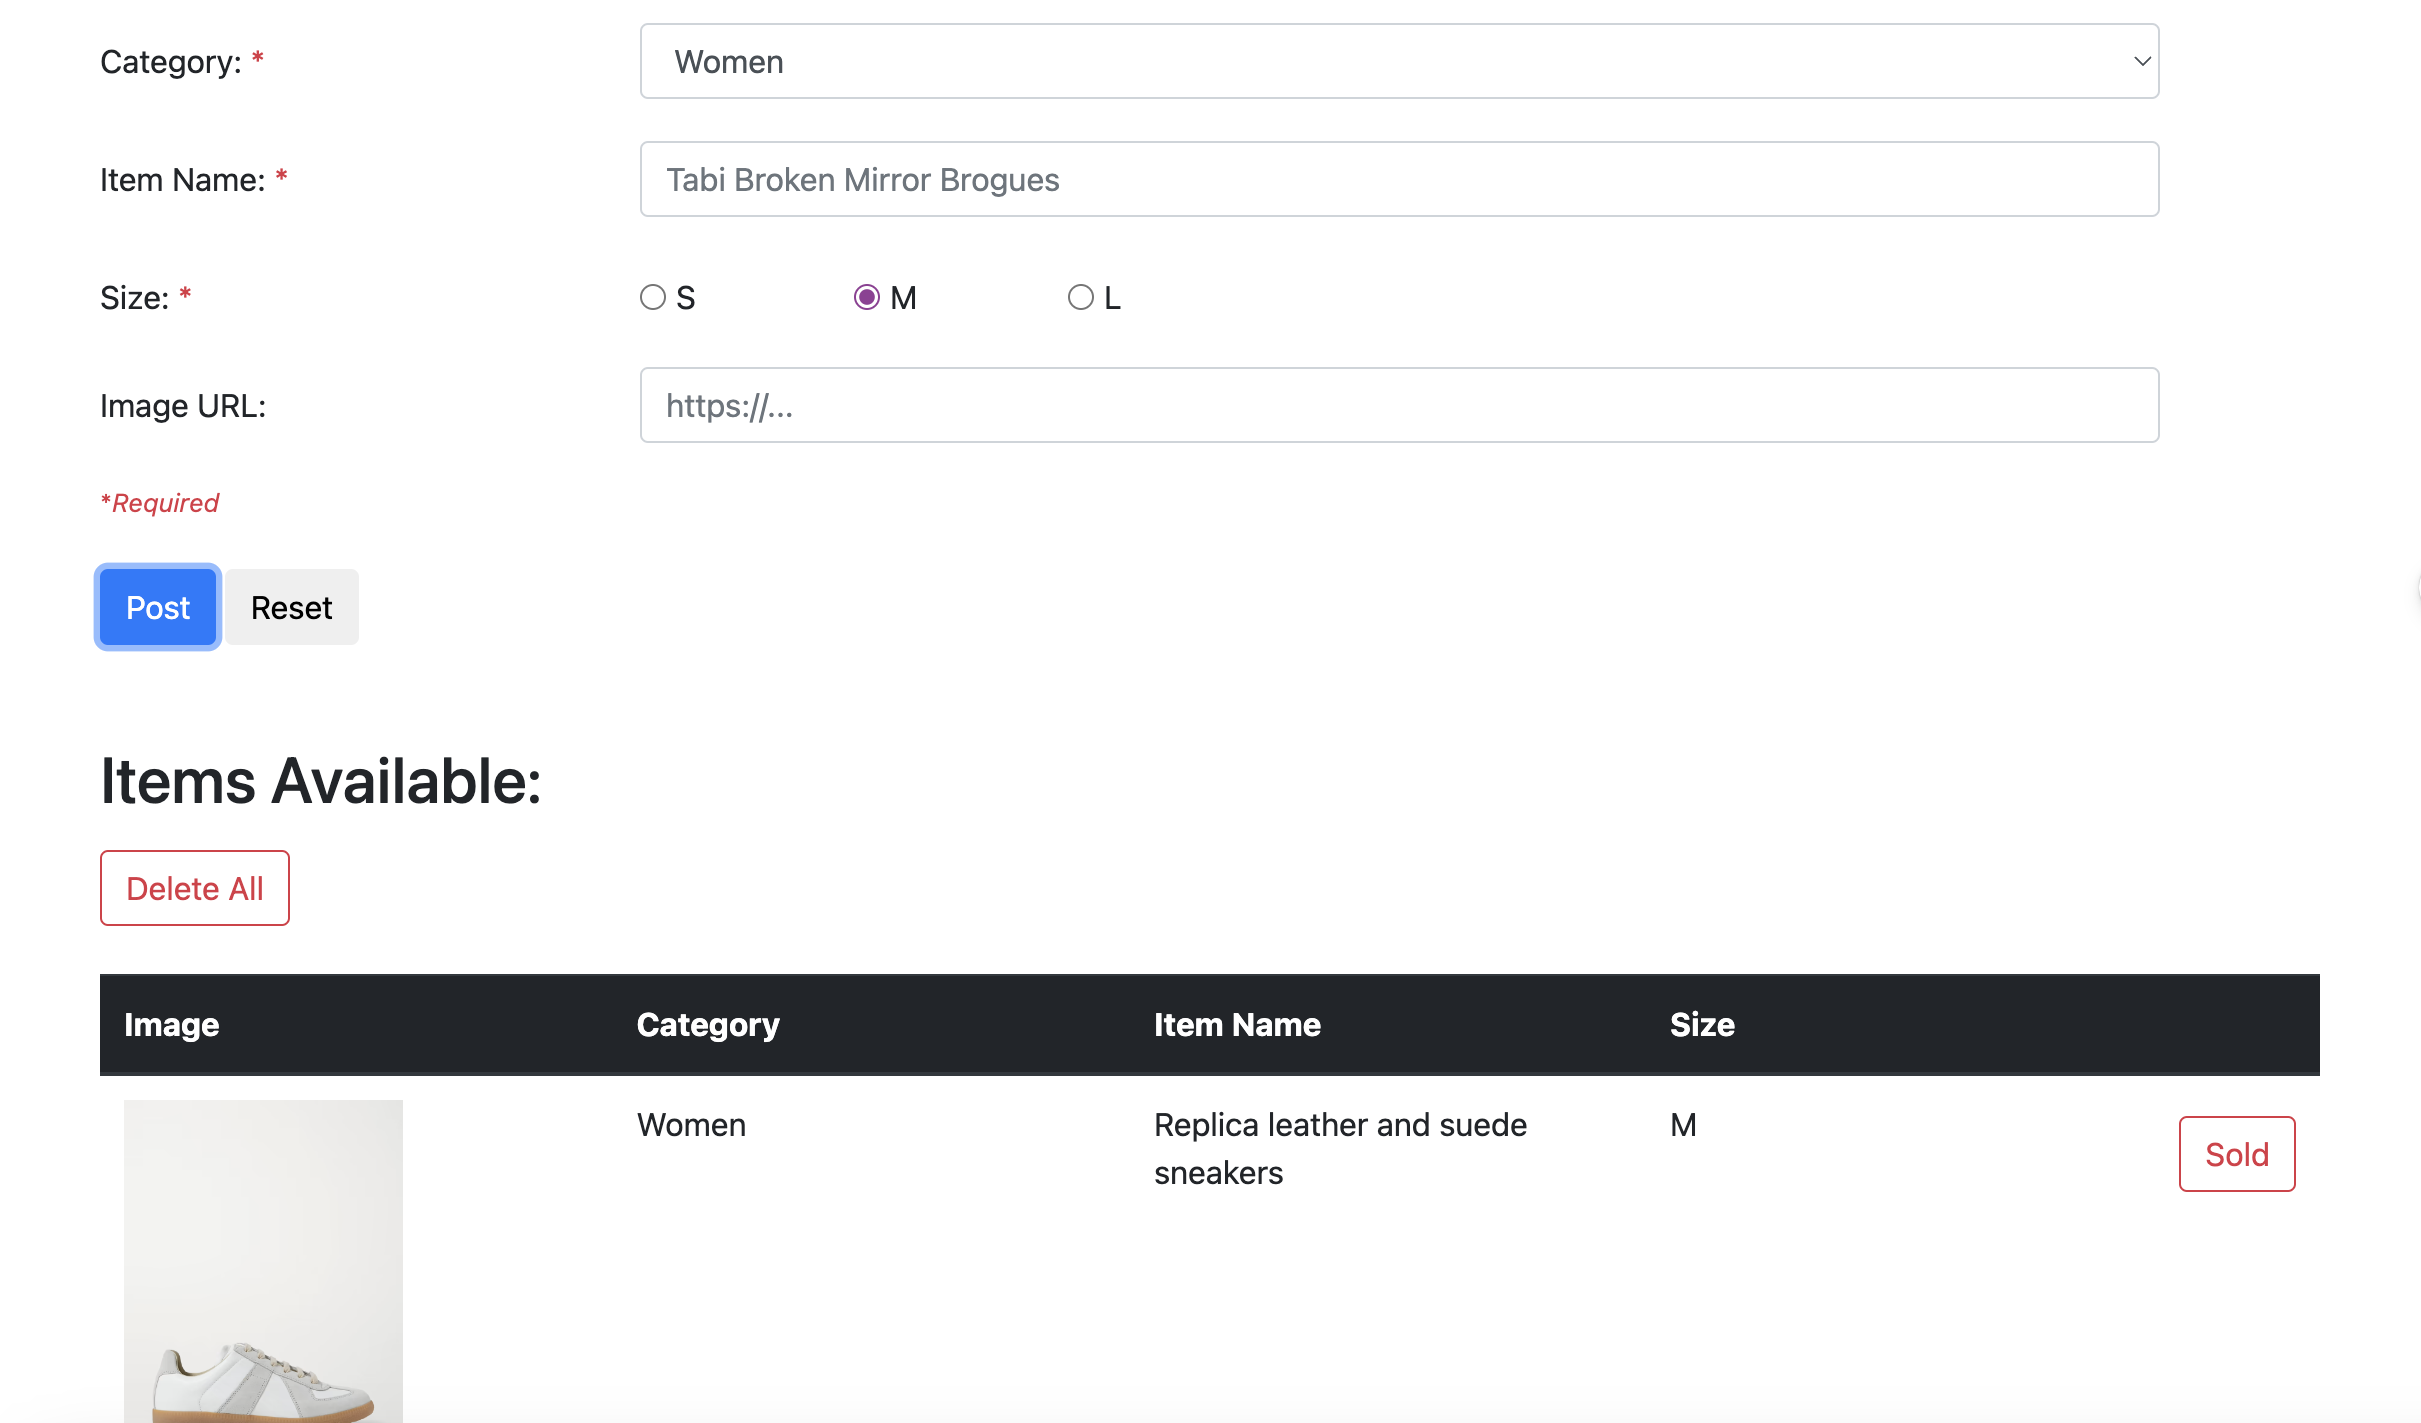 Category: *
Women
Item Name: *
Tabi Broken Mirror Brogues
Size: *
S M L
Image URL:
https://...
*Required
Post Reset
Items Available:
Delete All
Image Category Item Name Size
Women Replica leather and suede M Sold
sneakers